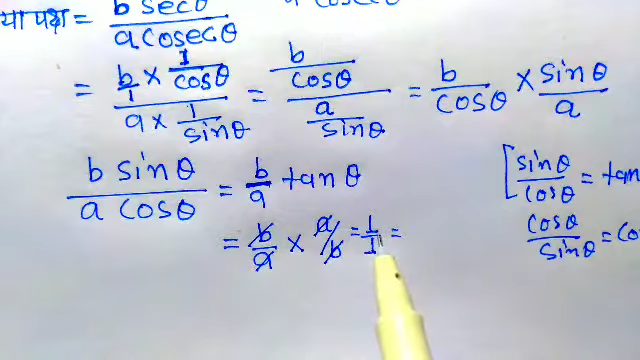 बायाँ पक्ष = b secθ / a cosecθ
= b/1 × 1/cosθ / a × 1/sinθ = b/cosθ / a/sinθ = b/cosθ × sinθ/a
b sinθ / a cosθ = b/a tanθ [sinθ/cosθ = tan
= b/a × a/b = 1/1 = cosθ/sinθ = co